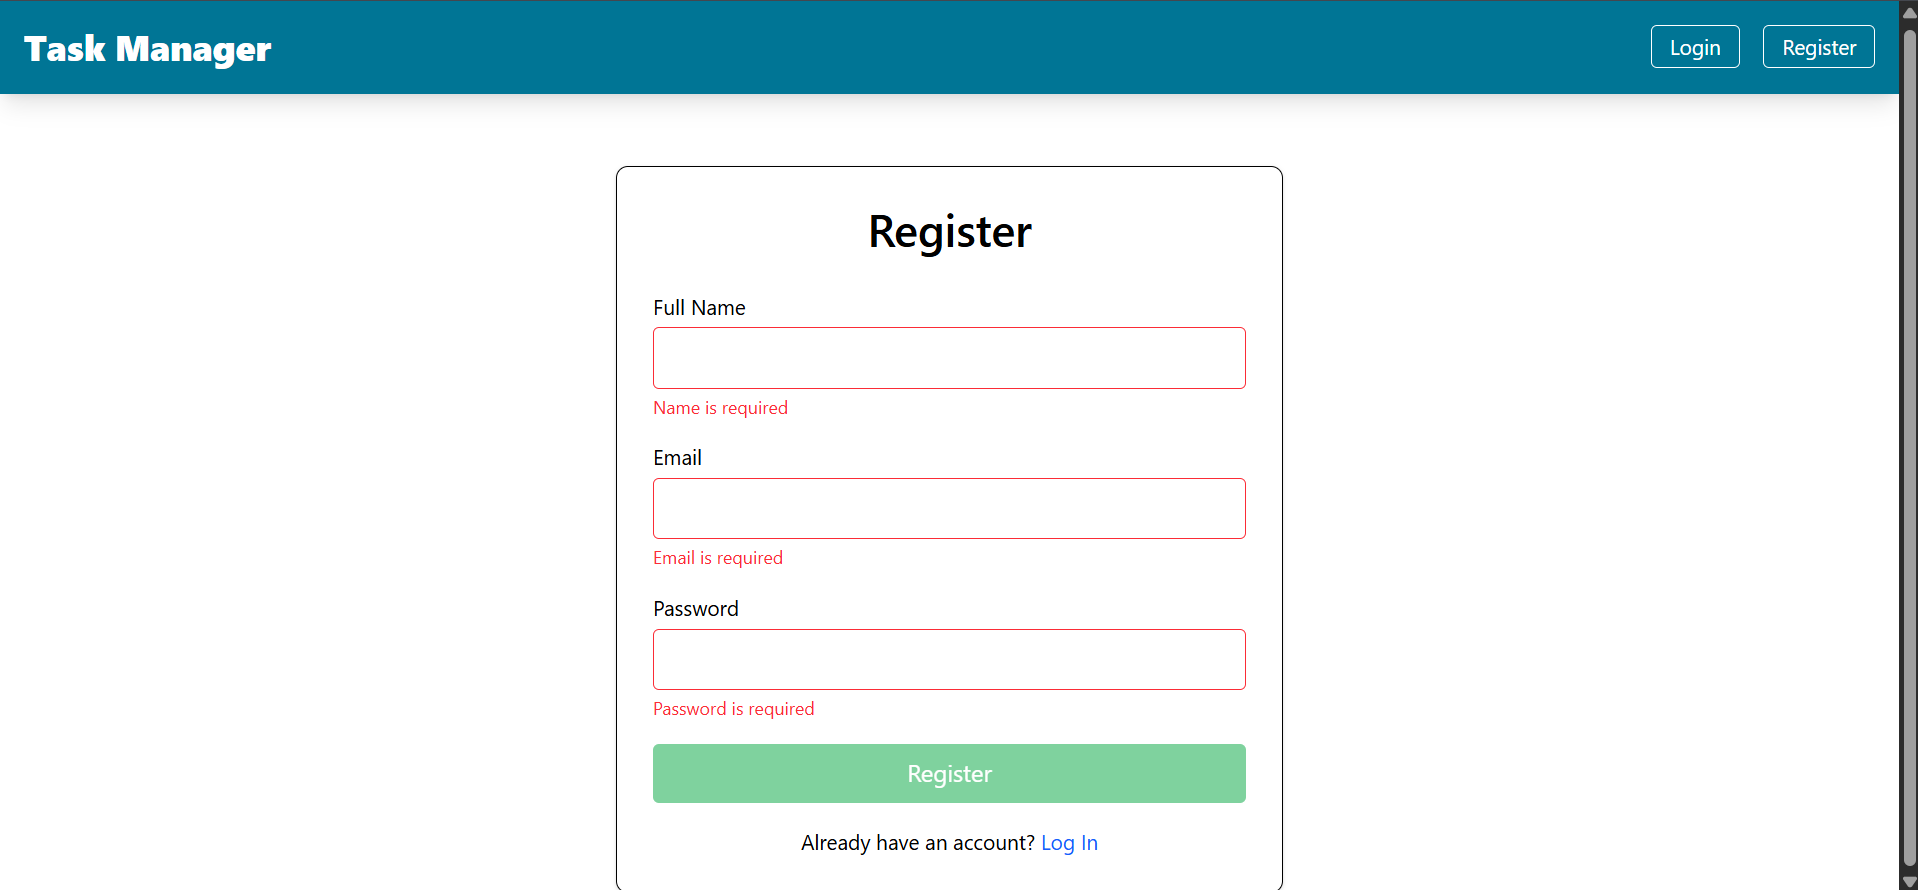 Task Manager
Login
Register
Register
Full Name
Name is required
Email
Email is required
Password
Password is required
Register
Already have an account? Log In